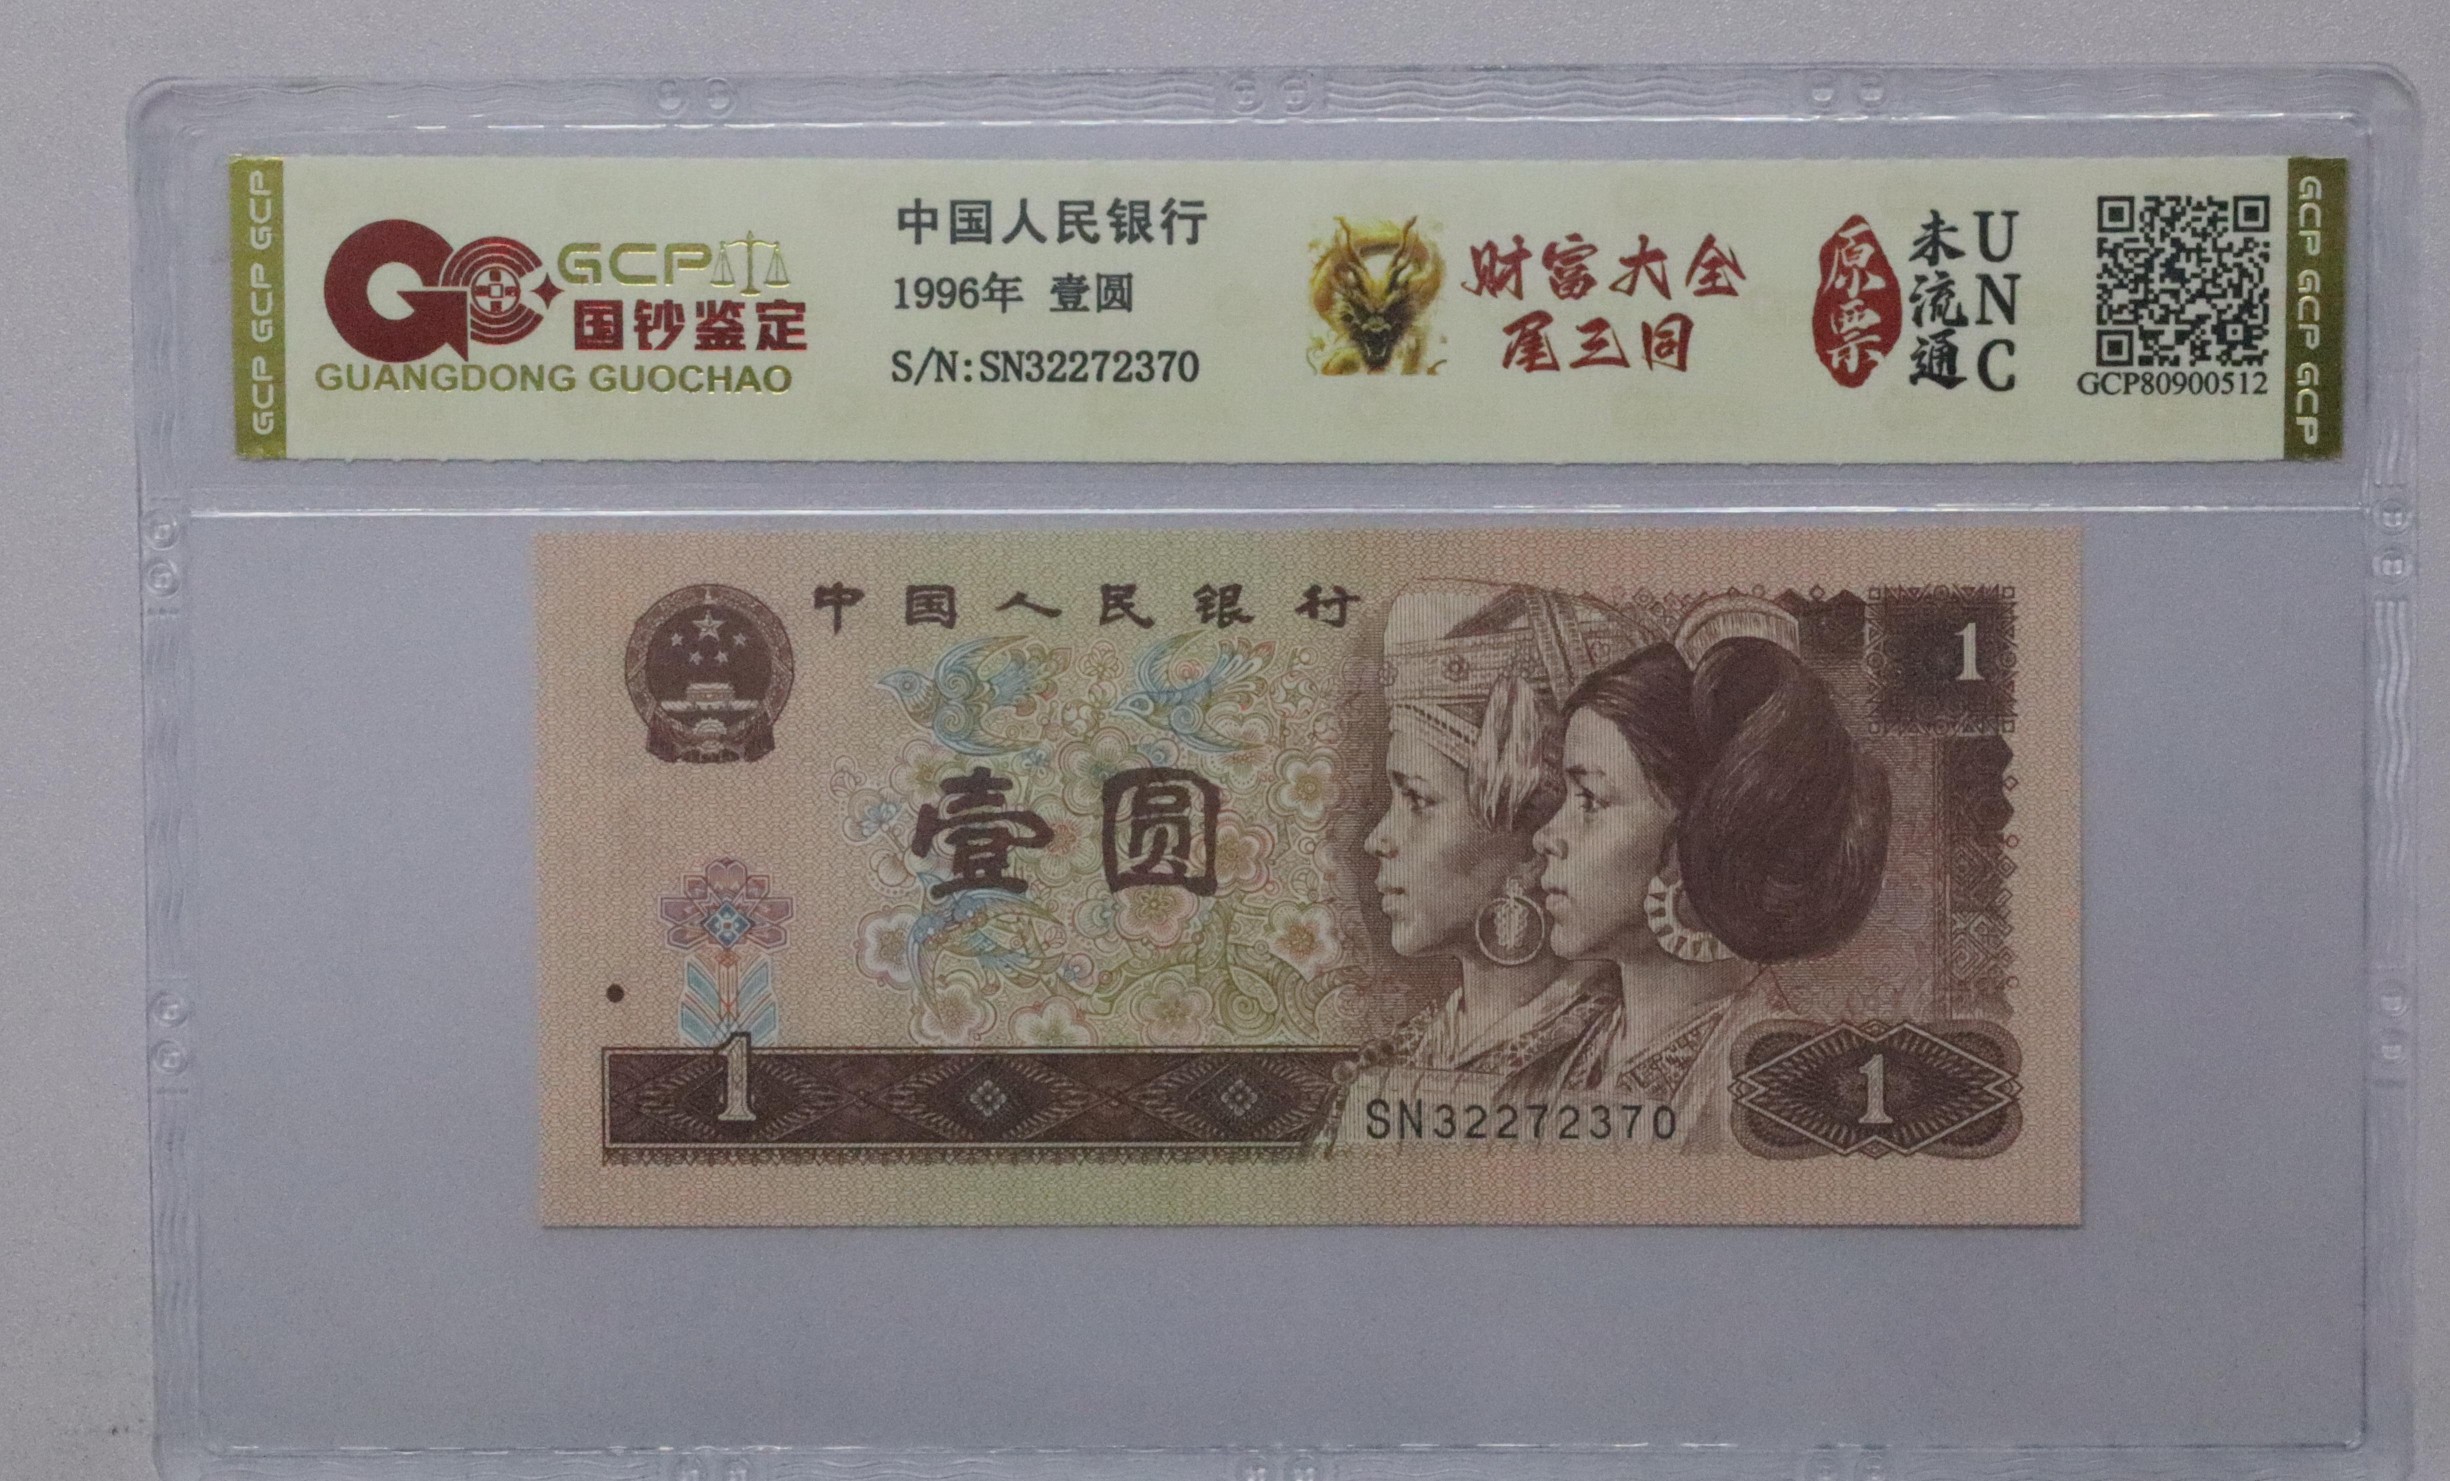 GCP GCP GCP
GCP
国钞鉴定
GUANGDONG GUOCHAO
中国人民银行
1996年 壹圆
S/N:SN32272370
财富大全
尾三同
原票
未流通
UNC
GCP80900512
GCP GCP GCP
中国人民银行
1
壹圆
1
SN32272370
1